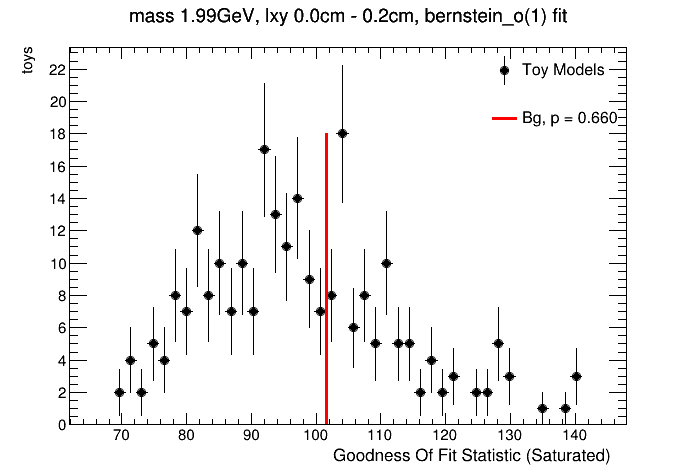 mass 1.99GeV, lxy 0.0cm - 0.2cm, bernstein_o(1) fit
toys
Toy Models
Bg, p = 0.660
22
20
18
16
14
12
10
8
6
4
2
0
70 80 90 100 110 120 130 140
Goodness Of Fit Statistic (Saturated)